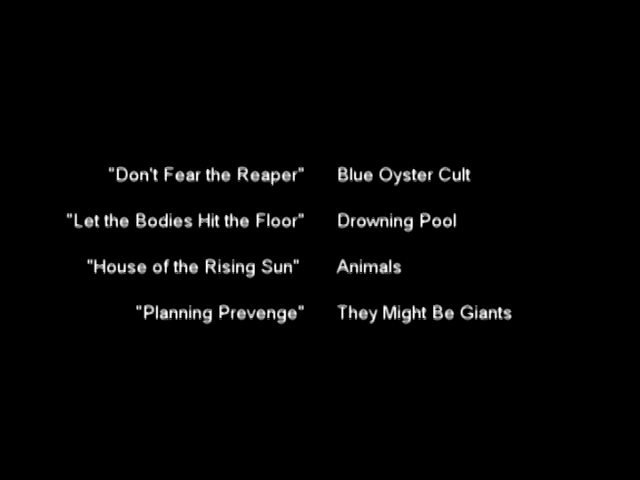 "Don't Fear the Reaper" Blue Oyster Cult
"Let the Bodies Hit the Floor" Drowning Pool
"House of the Rising Sun" Animals
"Planning Prevenge" They Might Be Giants